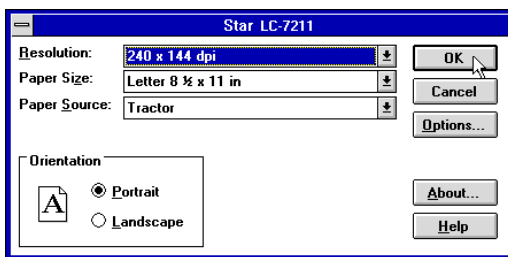 Star LC-7211
Resolution: 240 x 144 dpi OK
Paper Size: Letter 8 ½ x 11 in Cancel
Paper Source: Tractor Options...
Orientation
A Portrait About...
Landscape Help